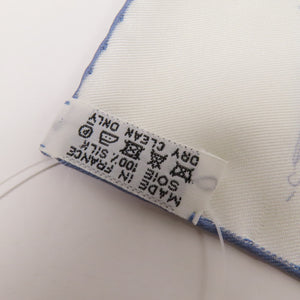 MADE IN FRANCE
SOIE 100% SILK
DRY CLEAN ONLY